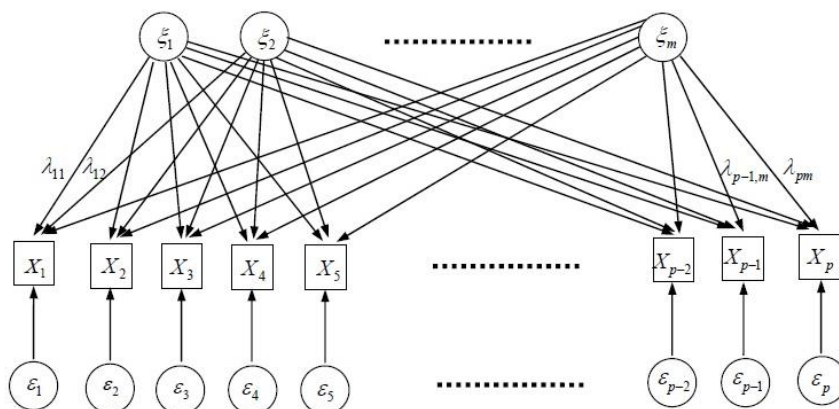 ξ₁ ξ₂ ξₘ
λ₁₁ λ₁₂ λₚ₋₁,ₘ λₚₘ
X₁ X₂ X₃ X₄ X₅ Xₚ₋₂ Xₚ₋₁ Xₚ
ε₁ ε₂ ε₃ ε₄ ε₅ εₚ₋₂ εₚ₋₁ εₚ